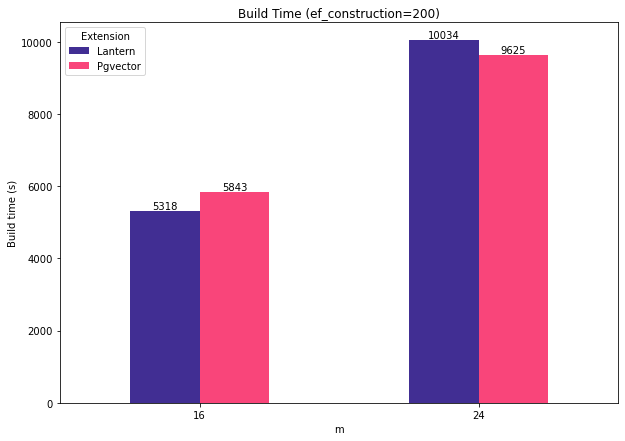 Build Time (ef_construction=200)
Extension
Lantern
Pgvector
Build time (s)
10000
8000
6000
4000
2000
0
5318
5843
10034
9625
16
24
m